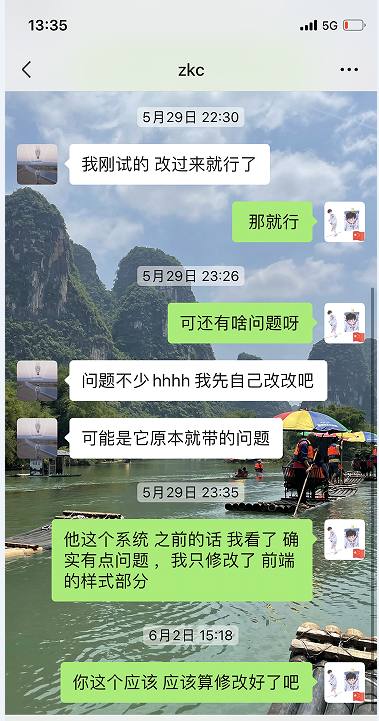 13:35
5G
zkc
5月29日 22:30
我刚试的 改过来就行了
那就行
5月29日 23:26
可还有啥问题呀
问题不少hhhh 我先自己改改吧
可能是它原本就带的问题
5月29日 23:35
他这个系统 之前的话 我看了 确
实有点问题 ，我只修改了 前端
的样式部分
6月2日 15:18
你这个应该 应该算修改好了吧